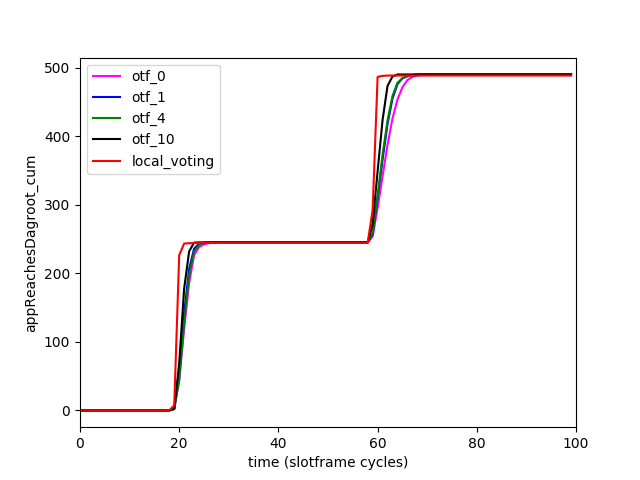 otf_0
otf_1
otf_4
otf_10
local_voting
appReachesDagroot_cum
500
400
300
200
100
0
0 20 40 60 80 100
time (slotframe cycles)